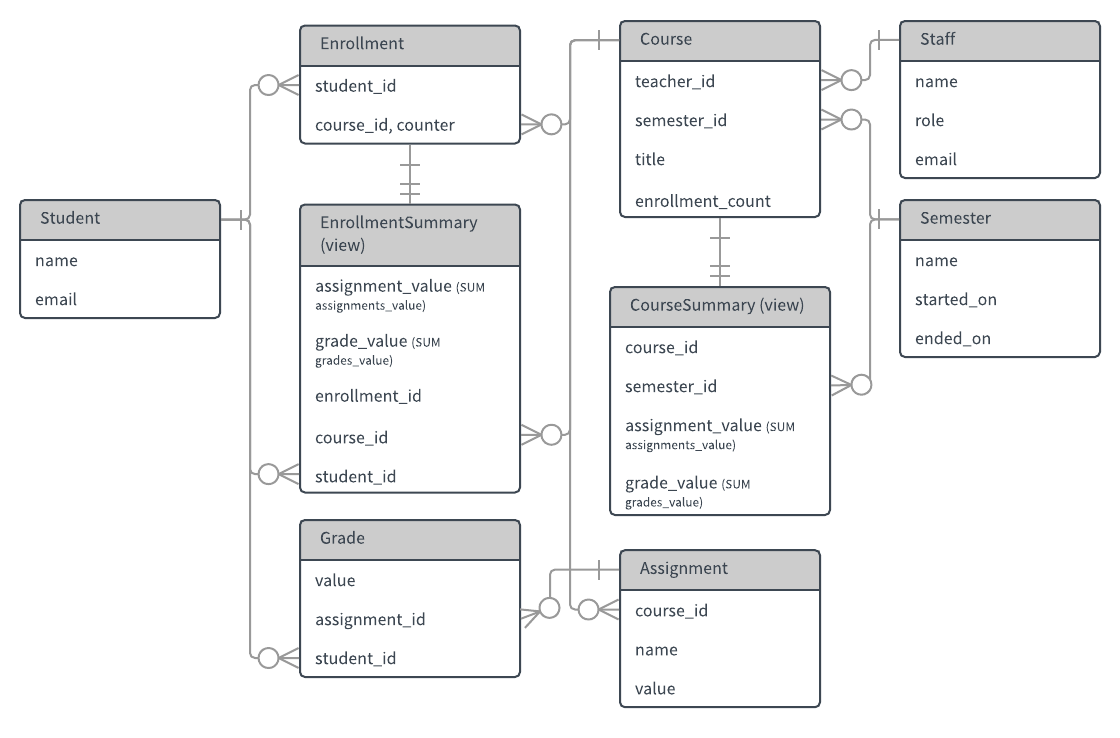 Student
name
email
Enrollment
student_id
course_id, counter
EnrollmentSummary
(view)
assignment_value (SUM
assignments_value)
grade_value (SUM
grades_value)
enrollment_id
course_id
student_id
Grade
value
assignment_id
student_id
Course
teacher_id
semester_id
title
enrollment_count
CourseSummary (view)
course_id
semester_id
assignment_value (SUM
assignments_value)
grade_value (SUM
grades_value)
Assignment
course_id
name
value
Staff
name
role
email
Semester
name
started_on
ended_on